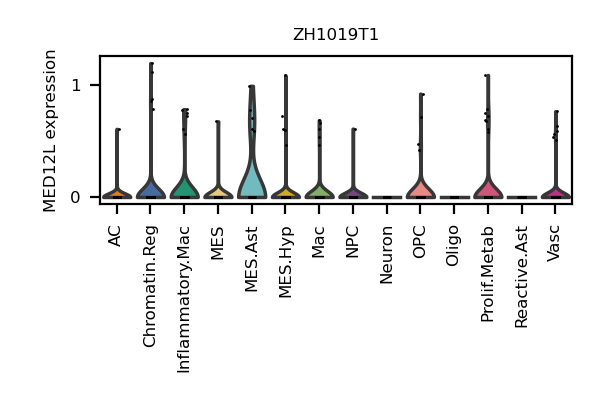 ZH1019T1
MED12L expression
1
0
AC
Chromatin.Reg
Inflammatory.Mac
MES
MES.Ast
MES.Hyp
Mac
NPC
Neuron
OPC
Oligo
Prolif.Metab
Reactive.Ast
Vasc